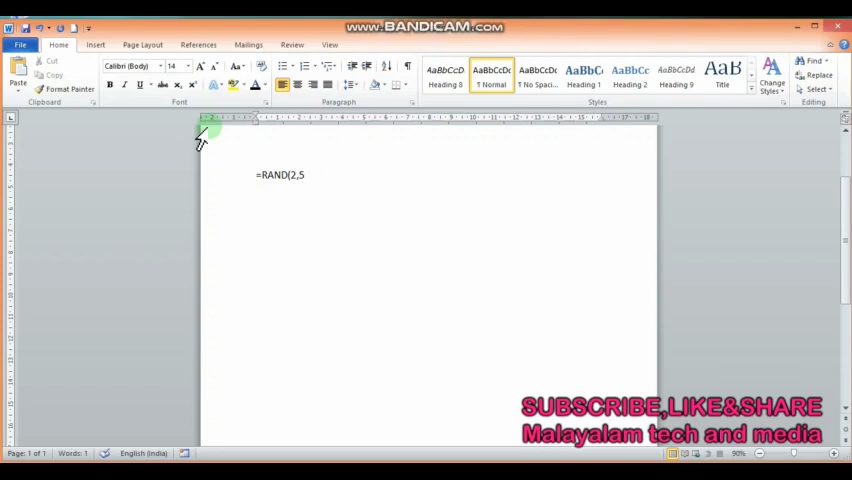 www.BANDICAM.com
File Home Insert Page Layout References Mailings Review View
Cut
Copy
Format Painter
Paste
Clipboard
Calibri (Body) 14
Font
Paragraph
AaBbCcD AaBbCcDc AaBbCcDc AaBbCc AaBbCc AaBbCcDd AaB
Heading 8 ¶ Normal ¶ No Spaci... Heading 1 Heading 2 Heading 9 Title
Change Styles
Styles
Find
Replace
Select
Editing
=RAND(2,5
SUBSCRIBE,LIKE&SHARE
Malayalam tech and media
Page: 1 of 1 Words: 1 English (India) 90%